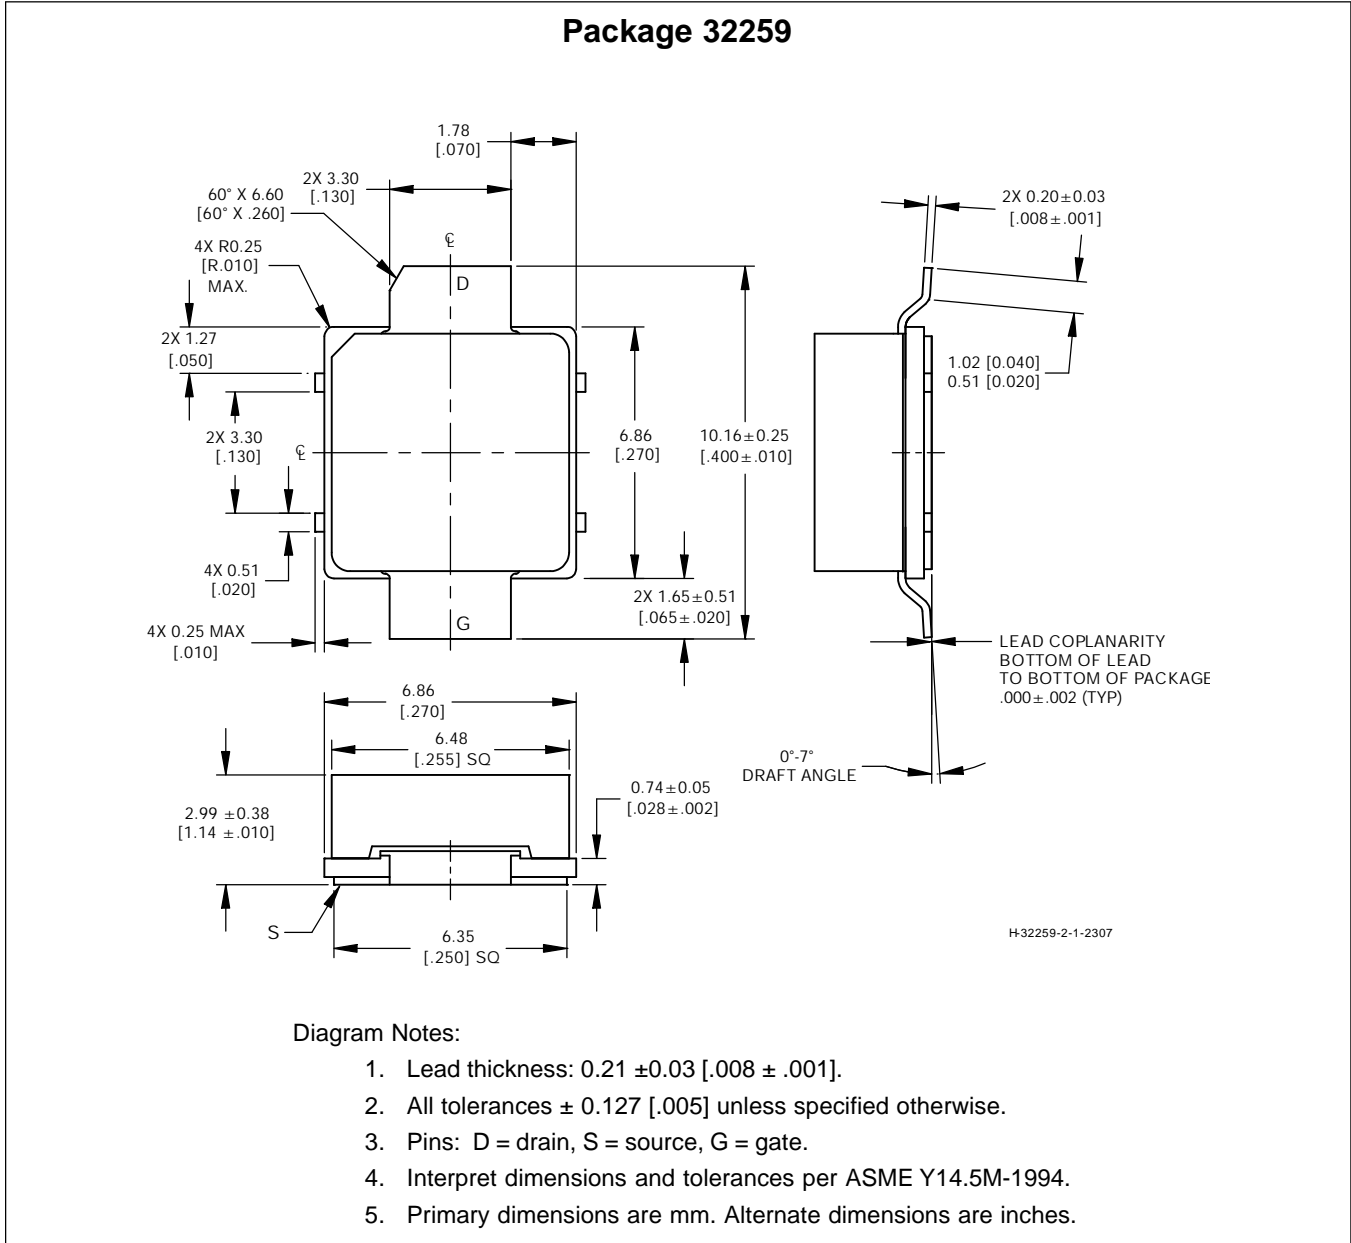 Package 32259
1.78
[.070]
2X 3.30
[.130]
60° X 6.60
[60° X .260]
4X R0.25
[R.010]
MAX.
2X 1.27
[.050]
2X 3.30
[.130]
4X 0.51
[.020]
4X 0.25 MAX
[.010]
℄
℄
D
G
6.86
[.270]
10.16±0.25
[.400±.010]
2X 1.65±0.51
[.065±.020]
2X 0.20±0.03
[.008±.001]
1.02 [0.040]
0.51 [0.020]
LEAD COPLANARITY
BOTTOM OF LEAD
TO BOTTOM OF PACKAGE
.000±.002 (TYP)
0°-7°
DRAFT ANGLE
6.86
[.270]
6.48
[.255] SQ
2.99 ±0.38
[1.14 ±.010]
0.74±0.05
[.028±.002]
S
6.35
[.250] SQ
H-32259-2-1-2307
Diagram Notes:
1. Lead thickness: 0.21 ±0.03 [.008 ± .001].
2. All tolerances ± 0.127 [.005] unless specified otherwise.
3. Pins: D = drain, S = source, G = gate.
4. Interpret dimensions and tolerances per ASME Y14.5M-1994.
5. Primary dimensions are mm. Alternate dimensions are inches.